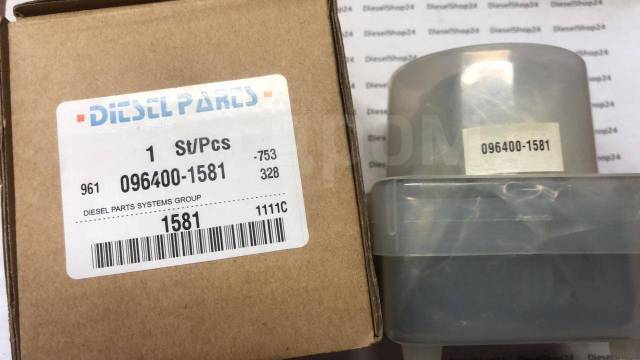 DIESEL PARTS
1 St/Pcs
961 096400-1581 -753 328
DIESEL PARTS SYSTEMS GROUP
1581 1111C
096400-1581
DieselShop24